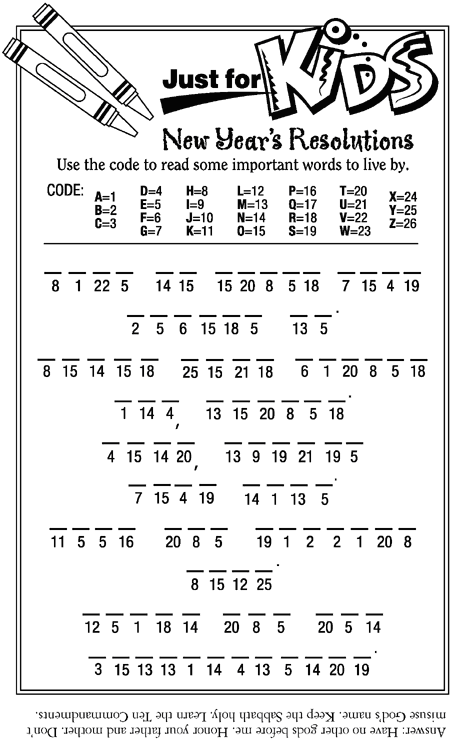 Just for KiDS
New Year's Resolutions
Use the code to read some important words to live by.
CODE:
A=1
B=2
C=3
D=4
E=5
F=6
G=7
H=8
I=9
J=10
K=11
L=12
M=13
N=14
O=15
P=16
Q=17
R=18
S=19
T=20
U=21
V=22
W=23
X=24
Y=25
Z=26
8 1 22 5 14 15 15 20 8 5 18 7 15 4 19
2 5 6 15 18 5 13 5.
8 15 14 15 18 25 15 21 18 6 1 20 8 5 18
1 14 4, 13 15 20 8 5 18.
4 15 14 20, 13 9 19 21 19 5
7 15 4 19 14 1 13 5.
11 5 5 16 20 8 5 19 1 2 2 1 20 8
8 15 12 25.
12 5 1 18 14 20 8 5 20 5 14
3 15 13 13 1 14 4 13 5 14 20 19.
Answer: Have no other gods before me. Honor your father and mother. Don't
misuse God's name. Keep the Sabbath holy. Learn the Ten Commandments.